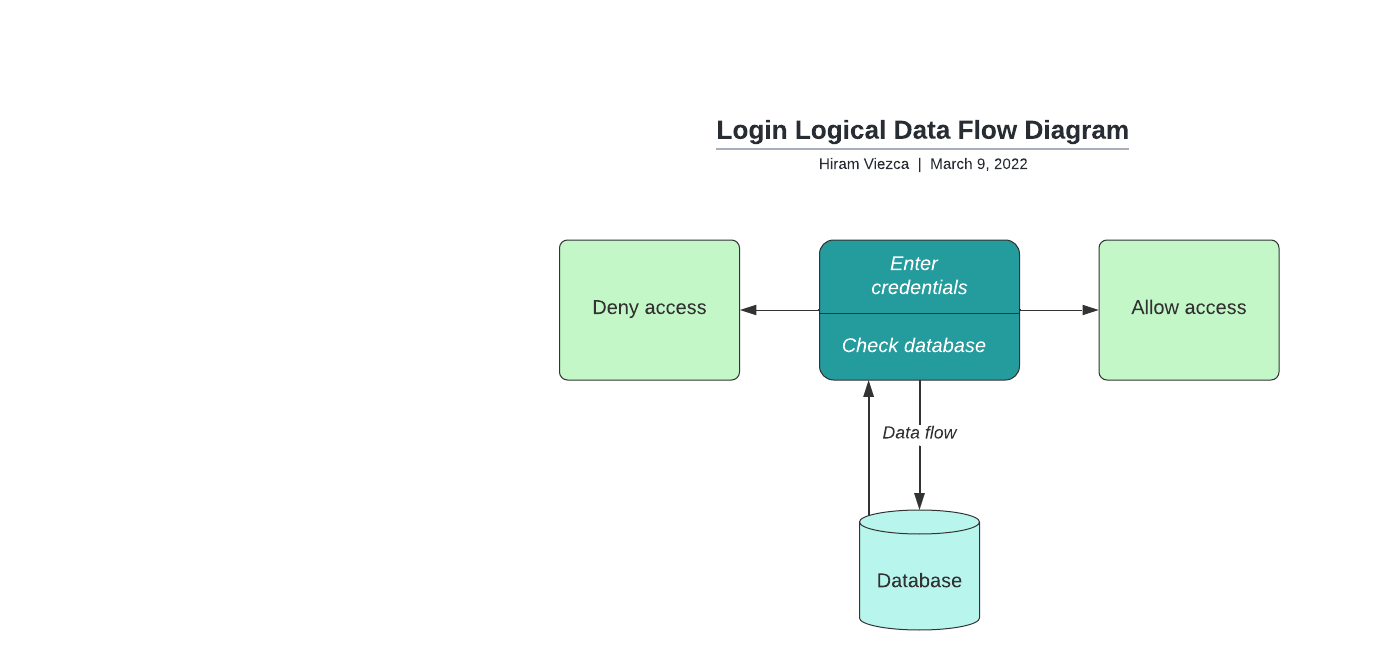 Login Logical Data Flow Diagram
Hiram Viezca | March 9, 2022
Deny access
Enter
credentials
Check database
Allow access
Data flow
Database